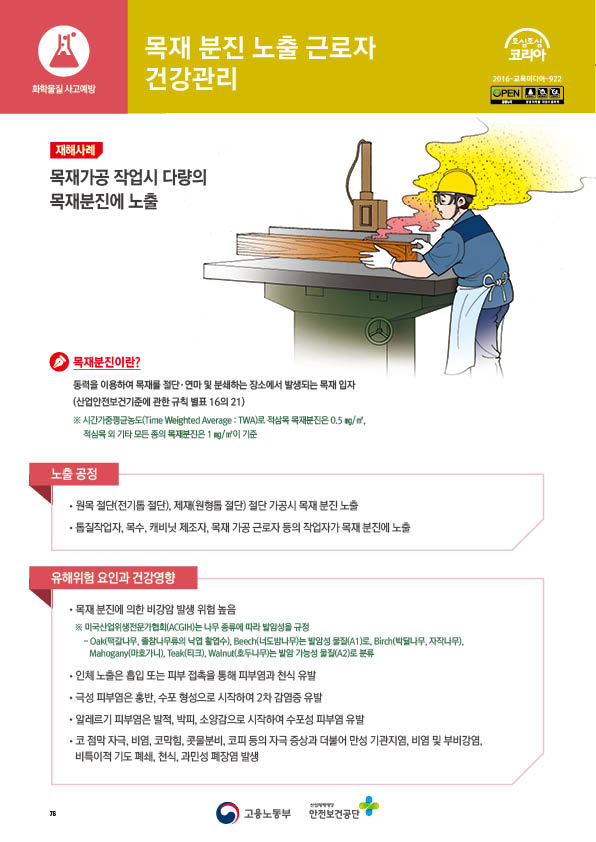 화학물질 사고예방
목재 분진 노출 근로자
건강관리
조심조심
코리아
2016-교육미디어-922
OPEN
재해사례
목재가공 작업시 다량의
목재분진에 노출
목재분진이란?
동력을 이용하여 목재를 절단·연마 및 분쇄하는 장소에서 발생되는 목재 입자
(산업안전보건기준에 관한 규칙 별표 16의 21)
※ 시간가중평균농도(Time Weighted Average : TWA)로 적삼목 목재분진은 0.5 ㎎/㎥,
적삼목 외 기타 모든 종의 목재분진은 1 ㎎/㎥이 기준
노출 공정
• 원목 절단(전기톱 절단), 제재(원형톱 절단) 절단 가공시 목재 분진 노출
• 톱질작업자, 목수, 캐비닛 제조자, 목재 가공 근로자 등의 작업자가 목재 분진에 노출
유해위험 요인과 건강영향
• 목재 분진에 의한 비강암 발생 위험 높음
※ 미국산업위생전문가협회(ACGIH)는 나무 종류에 따라 발암성을 규정
- Oak(떡갈나무, 졸참나무류의 낙엽 활엽수), Beech(너도밤나무)는 발암성 물질(A1)로, Birch(박달나무, 자작나무),
Mahogany(마호가니), Teak(티크), Walnut(호두나무)는 발암 가능성 물질(A2)로 분류
• 인체 노출은 흡입 또는 피부 접촉을 통해 피부염과 천식 유발
• 극성 피부염은 홍반, 수포 형성으로 시작하여 2차 감염증 유발
• 알레르기 피부염은 발적, 박피, 소양감으로 시작하여 수포성 피부염 유발
• 코 점막 자극, 비염, 코막힘, 콧물분비, 코피 등의 자극 증상과 더불어 만성 기관지염, 비염 및 부비강염,
비특이적 기도 폐쇄, 천식, 과민성 폐장염 발생
76
고용노동부
산업재해예방
안전보건공단